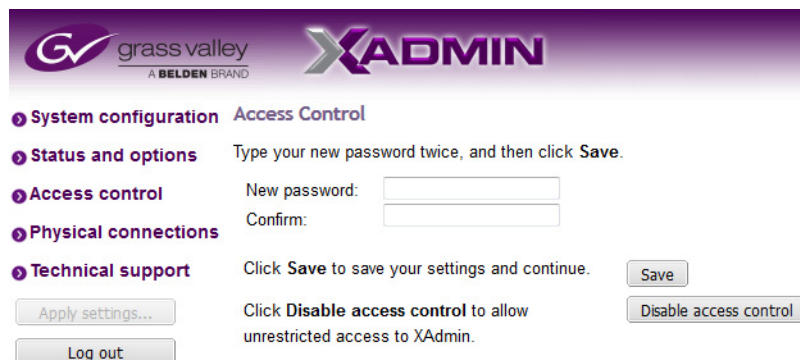 GV grass valley
A BELDEN BRAND
XADMIN
System configuration
Status and options
Access control
Physical connections
Technical support
Apply settings...
Log out
Access Control
Type your new password twice, and then click Save.
New password:
Confirm:
Click Save to save your settings and continue.
Save
Click Disable access control to allow
unrestricted access to XAdmin.
Disable access control